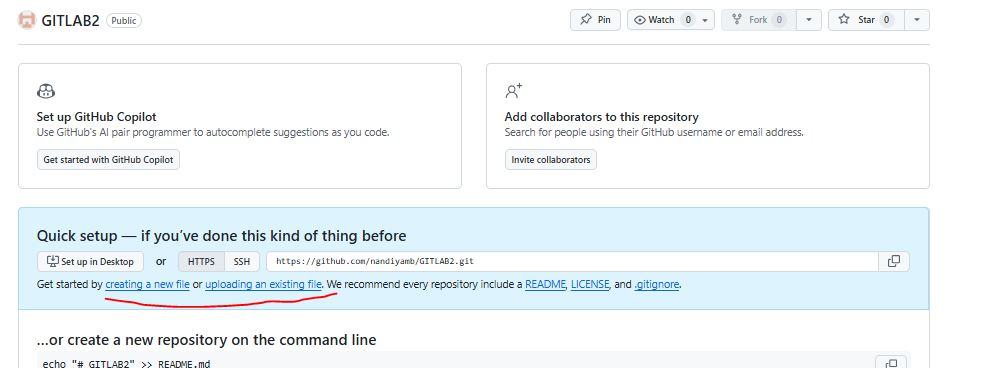 GITLAB2 Public Pin Watch 0 Fork 0 Star 0
Set up GitHub Copilot
Use GitHub's AI pair programmer to autocomplete suggestions as you code.
Get started with GitHub Copilot
Add collaborators to this repository
Search for people using their GitHub username or email address.
Invite collaborators
Quick setup — if you've done this kind of thing before
Set up in Desktop or HTTPS SSH https://github.com/nandiyamb/GITLAB2.git
Get started by creating a new file or uploading an existing file. We recommend every repository include a README, LICENSE, and .gitignore.
...or create a new repository on the command line
echo "# GITLAB2" >> README.md